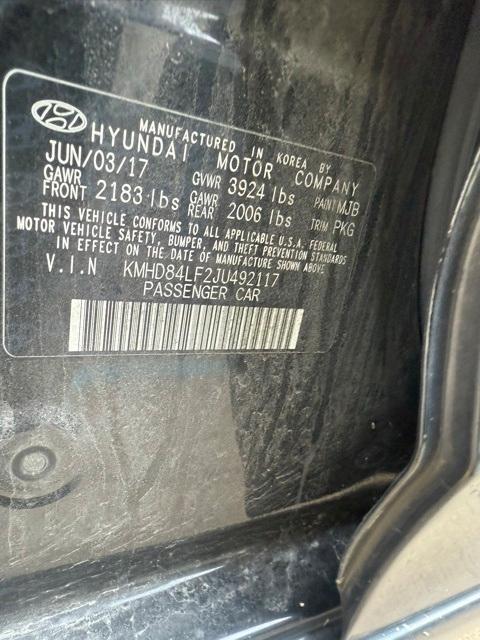 MANUFACTURED IN KOREA BY
HYUNDAI MOTOR COMPANY
JUN/03/17 GVWR 3924 lbs PAINT MJB
GAWR FRONT 2183 lbs GAWR REAR 2006 lbs TRIM PKG
THIS VEHICLE CONFORMS TO ALL APPLICABLE U.S.A. FEDERAL
MOTOR VEHICLE SAFETY, BUMPER, AND THEFT PREVENTION STANDARDS
IN EFFECT ON THE DATE OF MANUFACTURE SHOWN ABOVE
V.I.N KMHD84LF2JU492117
PASSENGER CAR